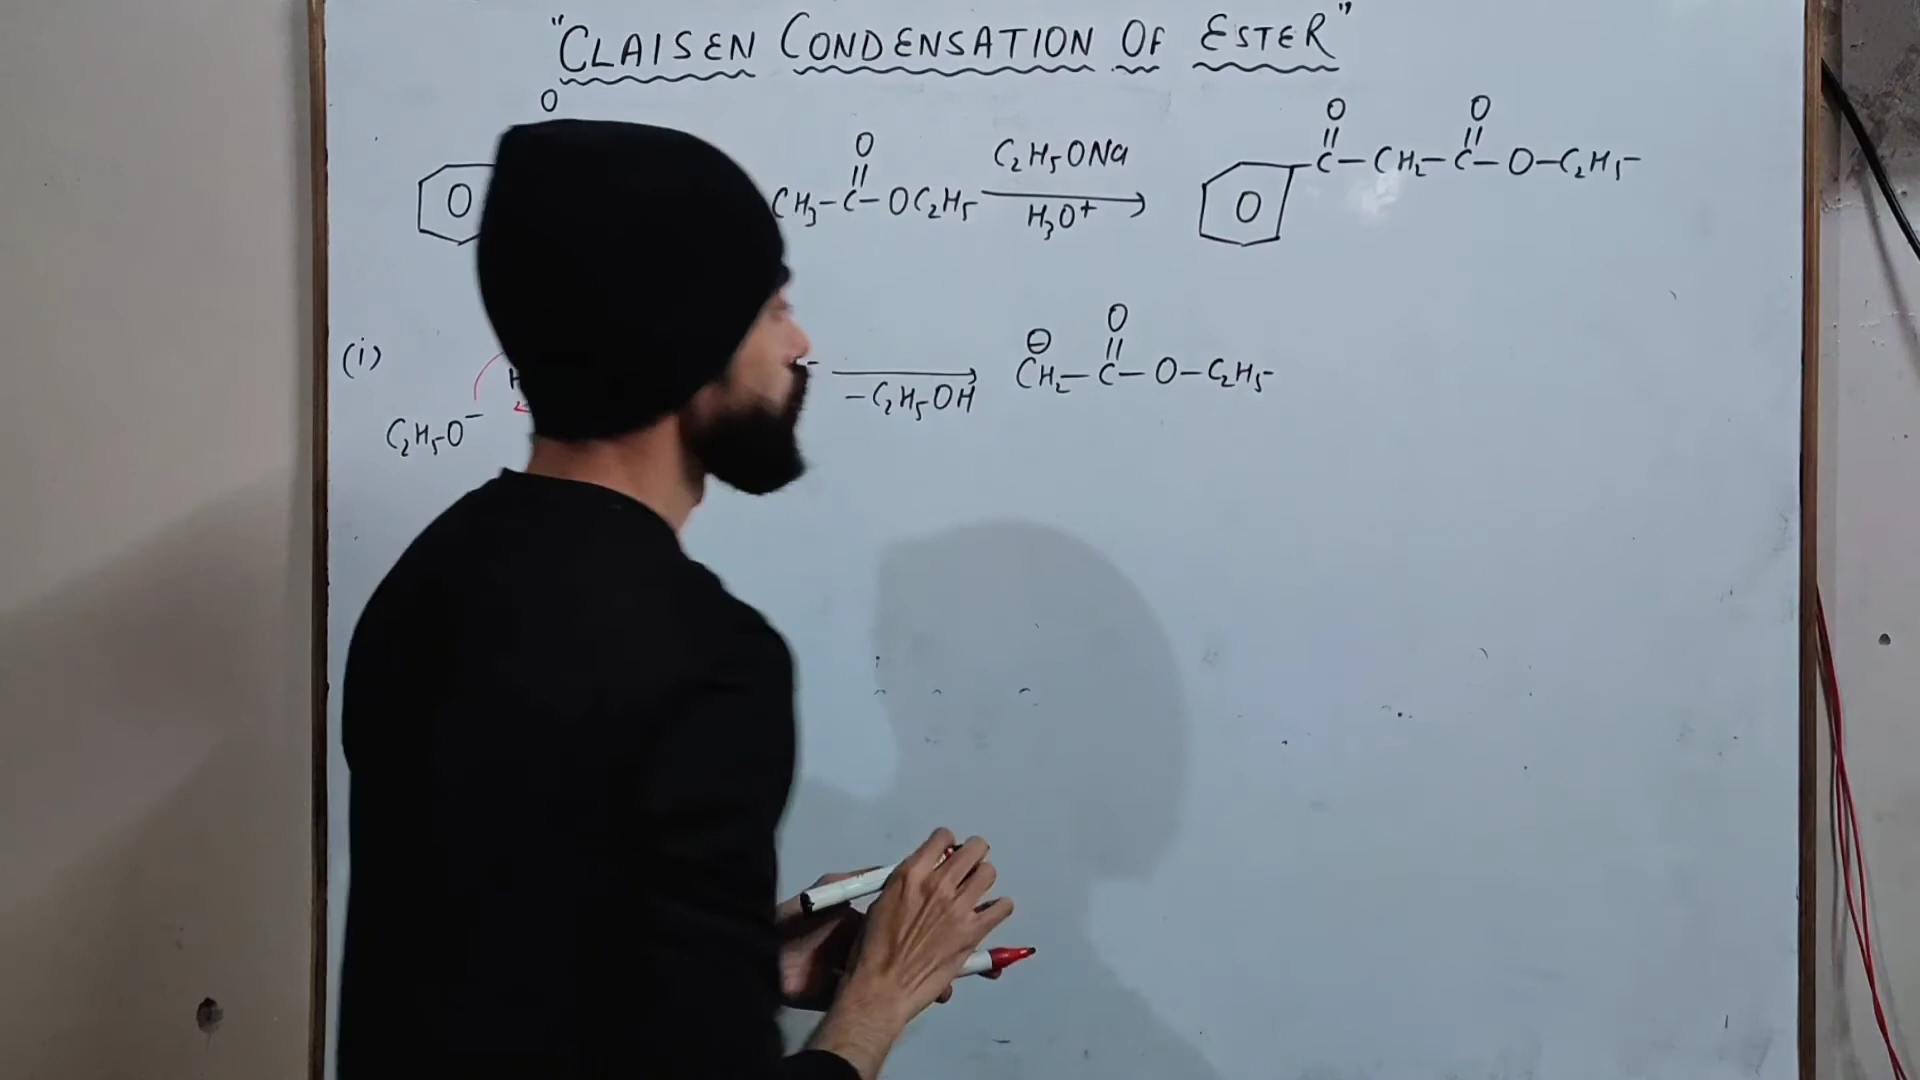 "CLAISEN CONDENSATION OF ESTER"
O
O
O
O
C2H5ONa
C – CH2 – C – O – C2H5
O
CH3 – C – OC2H5
H3O+
O
O
(i)
⊖
CH2 – C – O – C2H5
– C2H5OH
C2H5O–